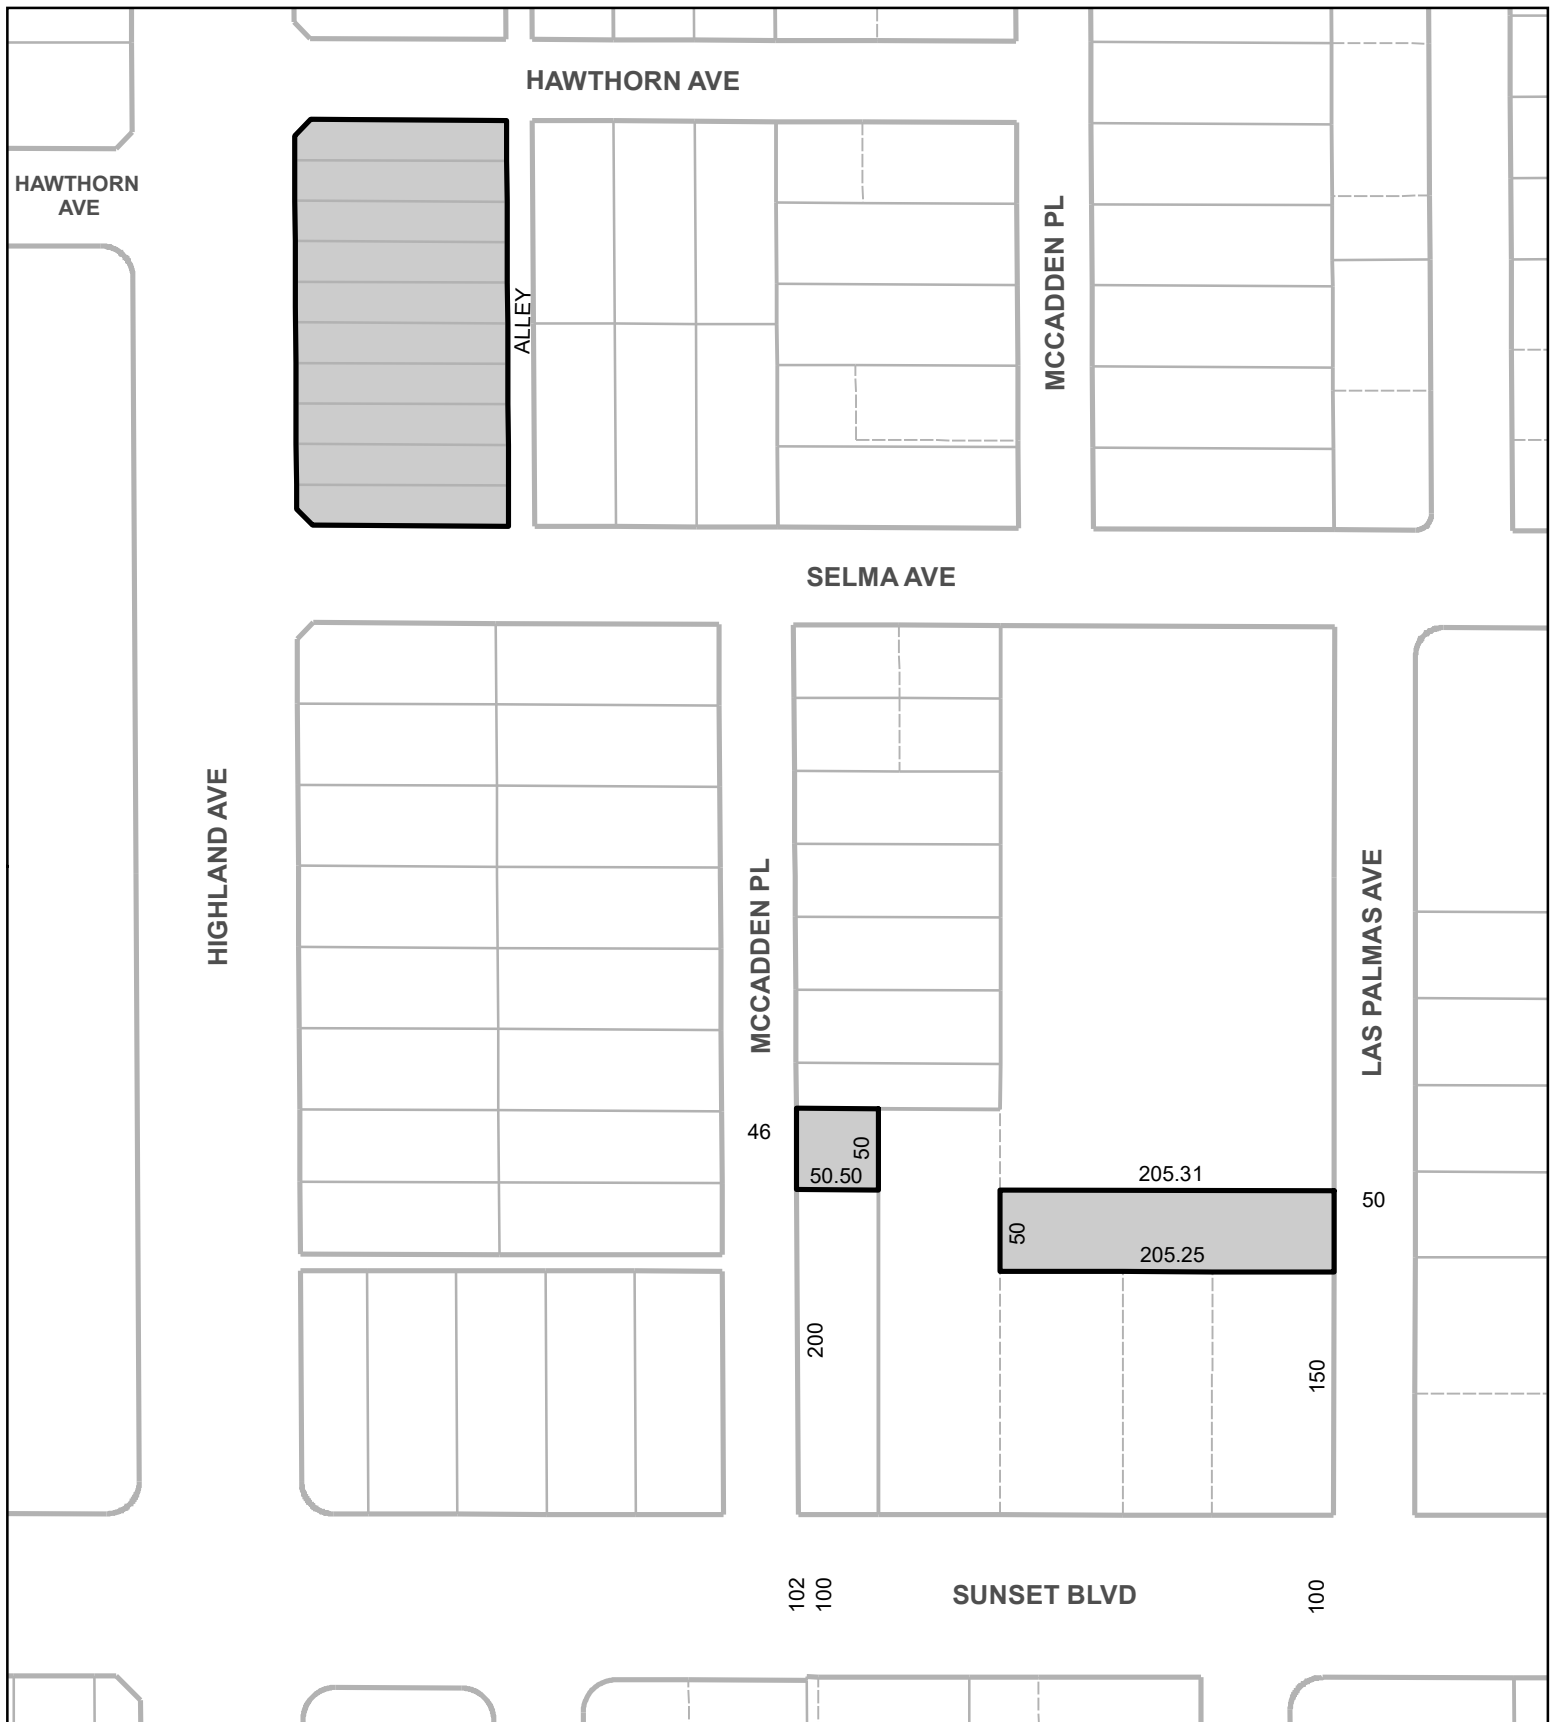 HAWTHORN AVE
HAWTHORN
AVE
MCCADDEN PL
ALLEY
SELMA AVE
HIGHLAND AVE
MCCADDEN PL
LAS PALMAS AVE
46
50
50.50
205.31
50
50
205.25
200
150
102
100
SUNSET BLVD
100